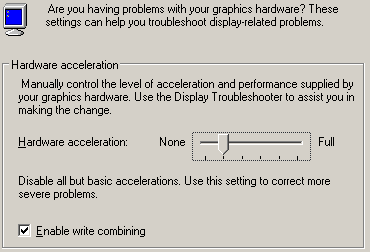 Are you having problems with your graphics hardware? These
settings can help you troubleshoot display-related problems.
Hardware acceleration
Manually control the level of acceleration and performance supplied by
your graphics hardware. Use the Display Troubleshooter to assist you in
making the change.
Hardware acceleration: None Full
Disable all but basic accelerations. Use this setting to correct more
severe problems.
Enable write combining